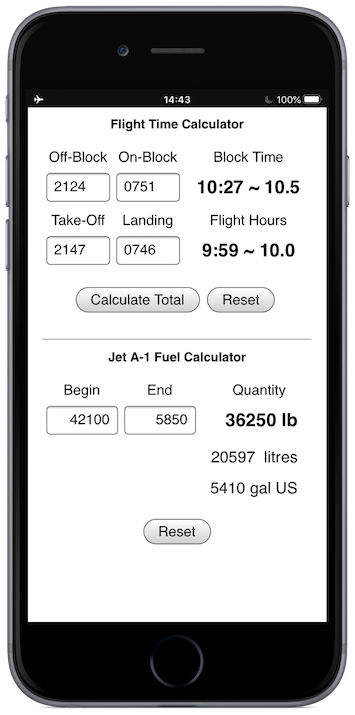 14:43
100%
Flight Time Calculator
Off-Block On-Block Block Time
2124 0751 10:27 ~ 10.5
Take-Off Landing Flight Hours
2147 0746 9:59 ~ 10.0
Calculate Total Reset
Jet A-1 Fuel Calculator
Begin End Quantity
42100 5850 36250 lb
20597 litres
5410 gal US
Reset